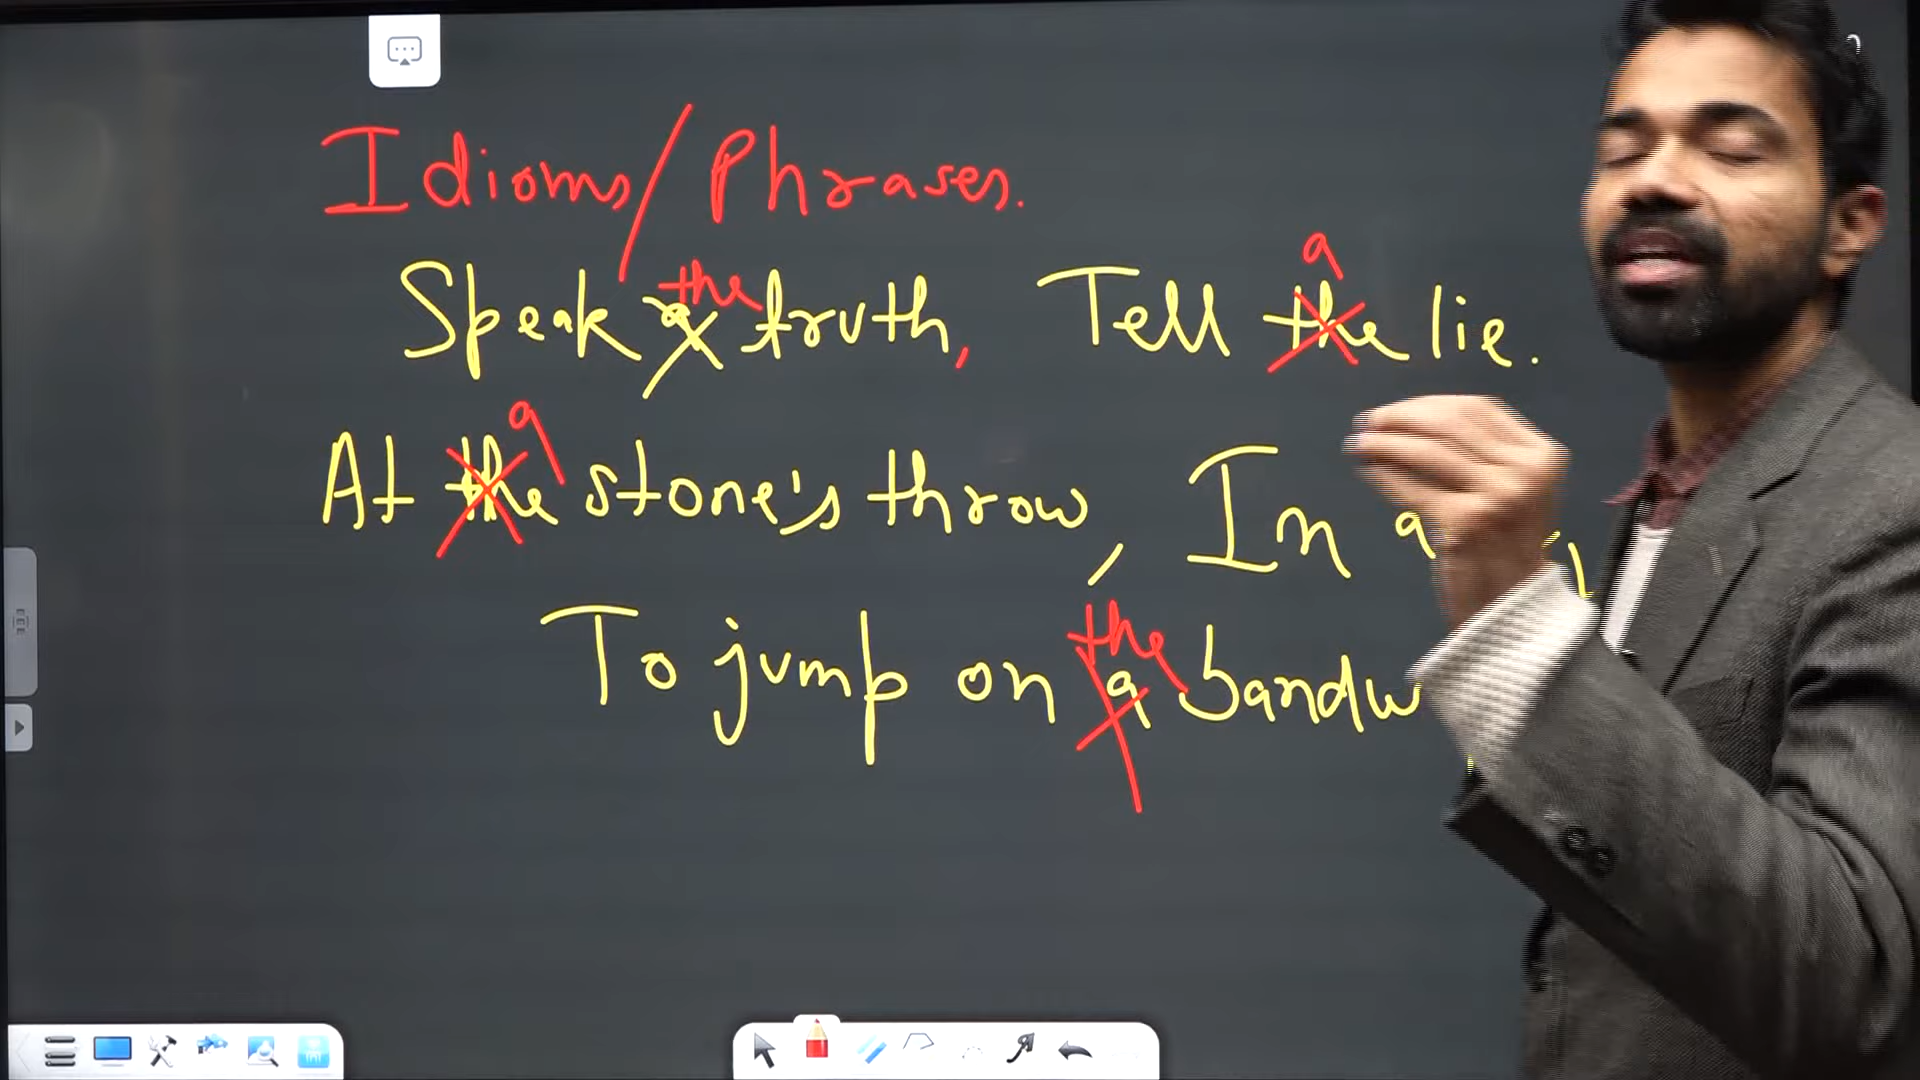 Idioms/Phrases.
the a
Speak a truth, Tell the lie.
a
At the stone's throw, In a
the
To jump on a bandw